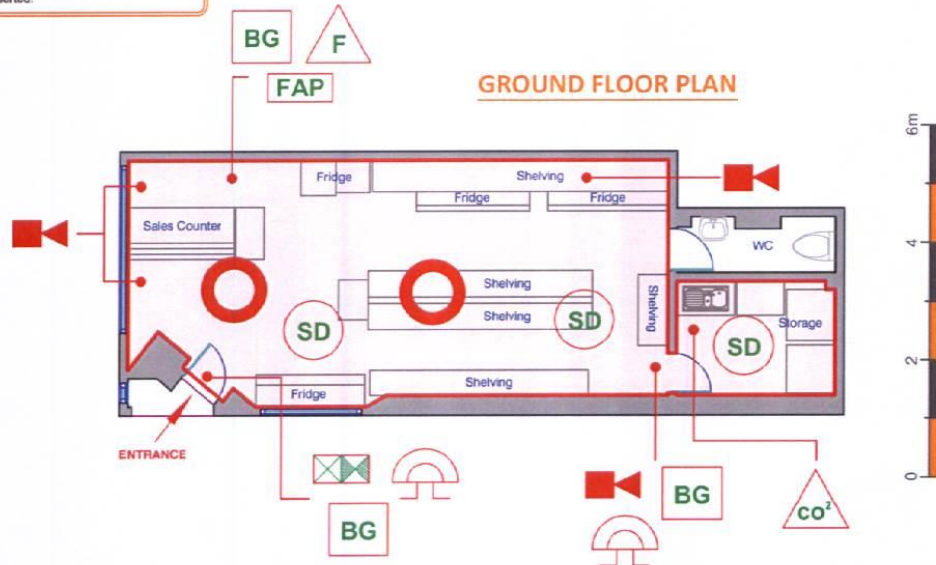 BG
F
FAP
GROUND FLOOR PLAN
6m
Fridge
Shelving
Fridge
Fridge
Sales Counter
WC
4
Shelving
Shelving
Shelving
Storage
SD
SD
SD
2
Fridge
Shelving
ENTRANCE
0
BG
BG
co²